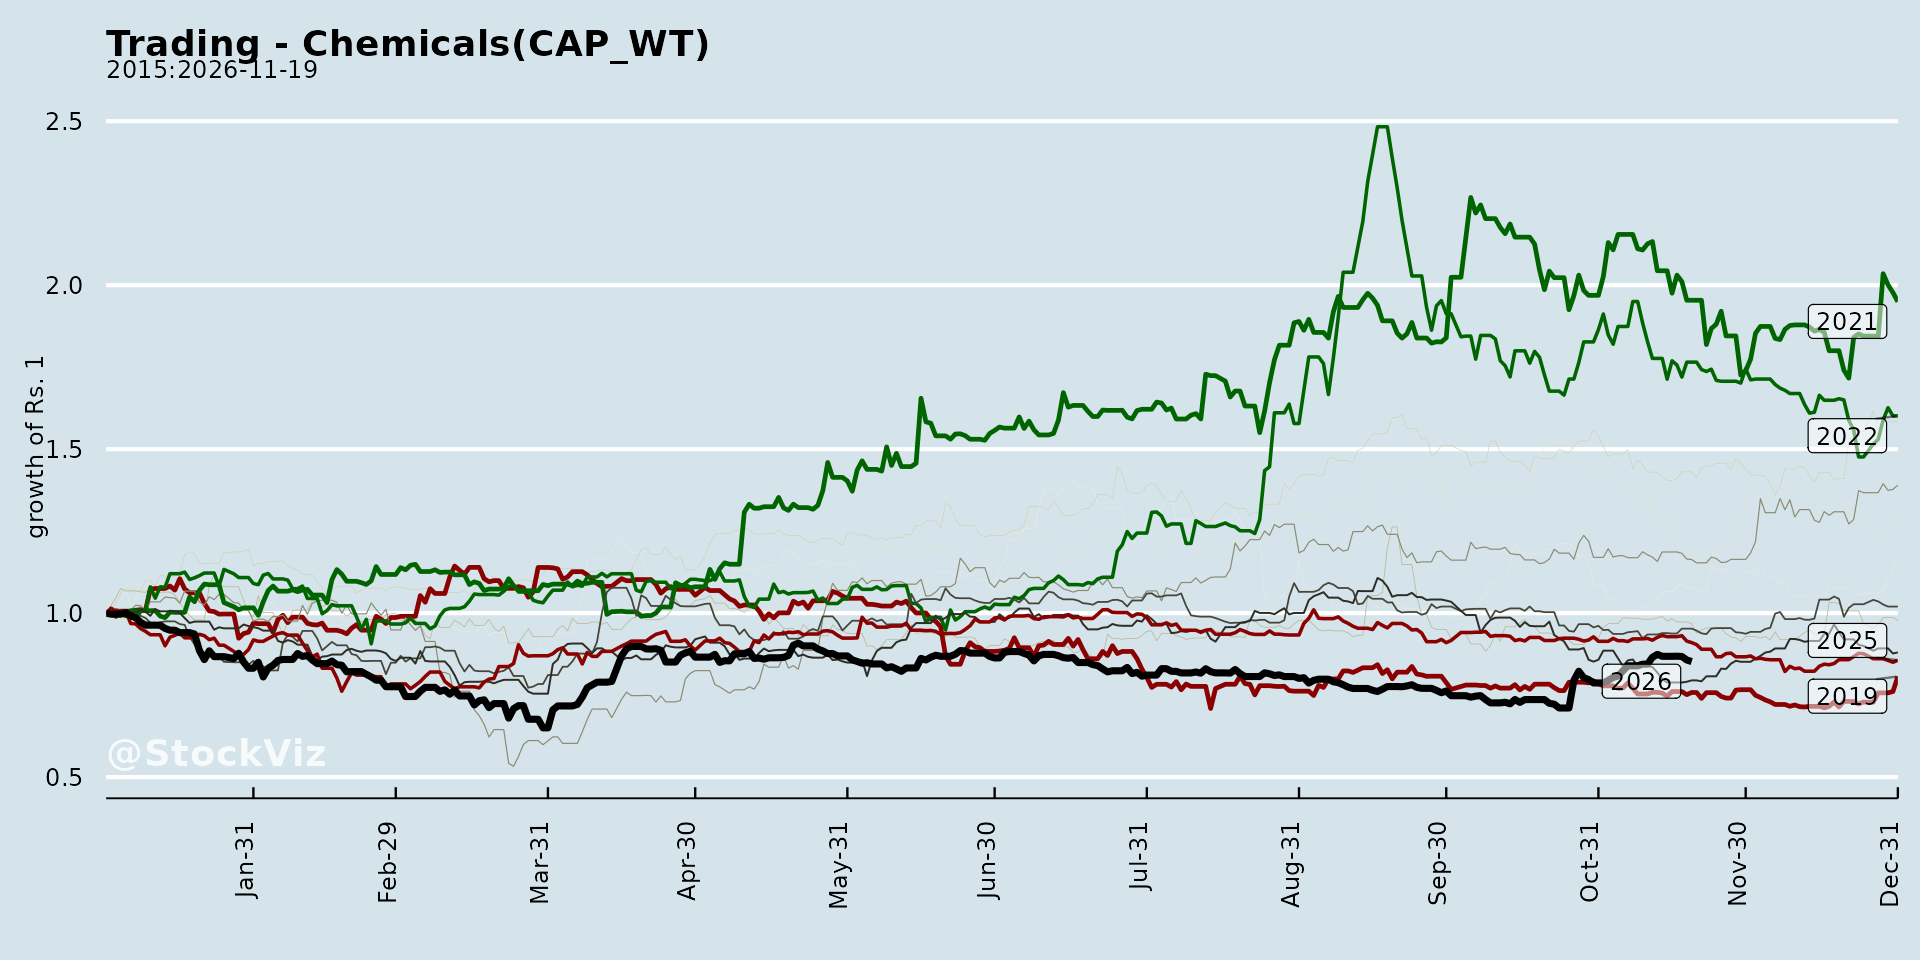 Trading - Chemicals(CAP_WT)
2015:2026-11-19
growth of Rs. 1
2.5
2.0
1.5
1.0
0.5
2021
2022
2025
2026
2019
@StockViz
Jan-31
Feb-29
Mar-31
Apr-30
May-31
Jun-30
Jul-31
Aug-31
Sep-30
Oct-31
Nov-30
Dec-31